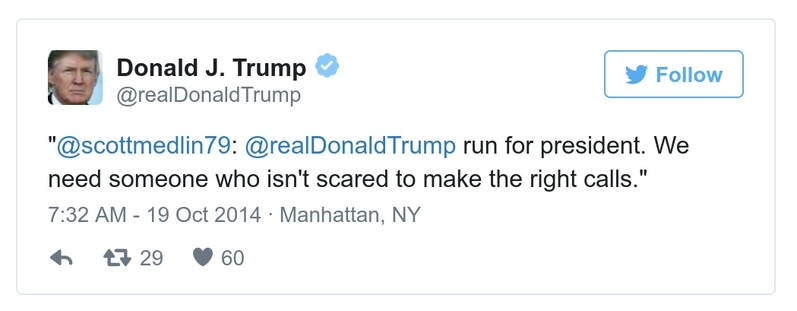 Donald J. Trump
@realDonaldTrump
Follow
"@scottmedlin79: @realDonaldTrump run for president. We
need someone who isn't scared to make the right calls."
7:32 AM - 19 Oct 2014 · Manhattan, NY
29 60